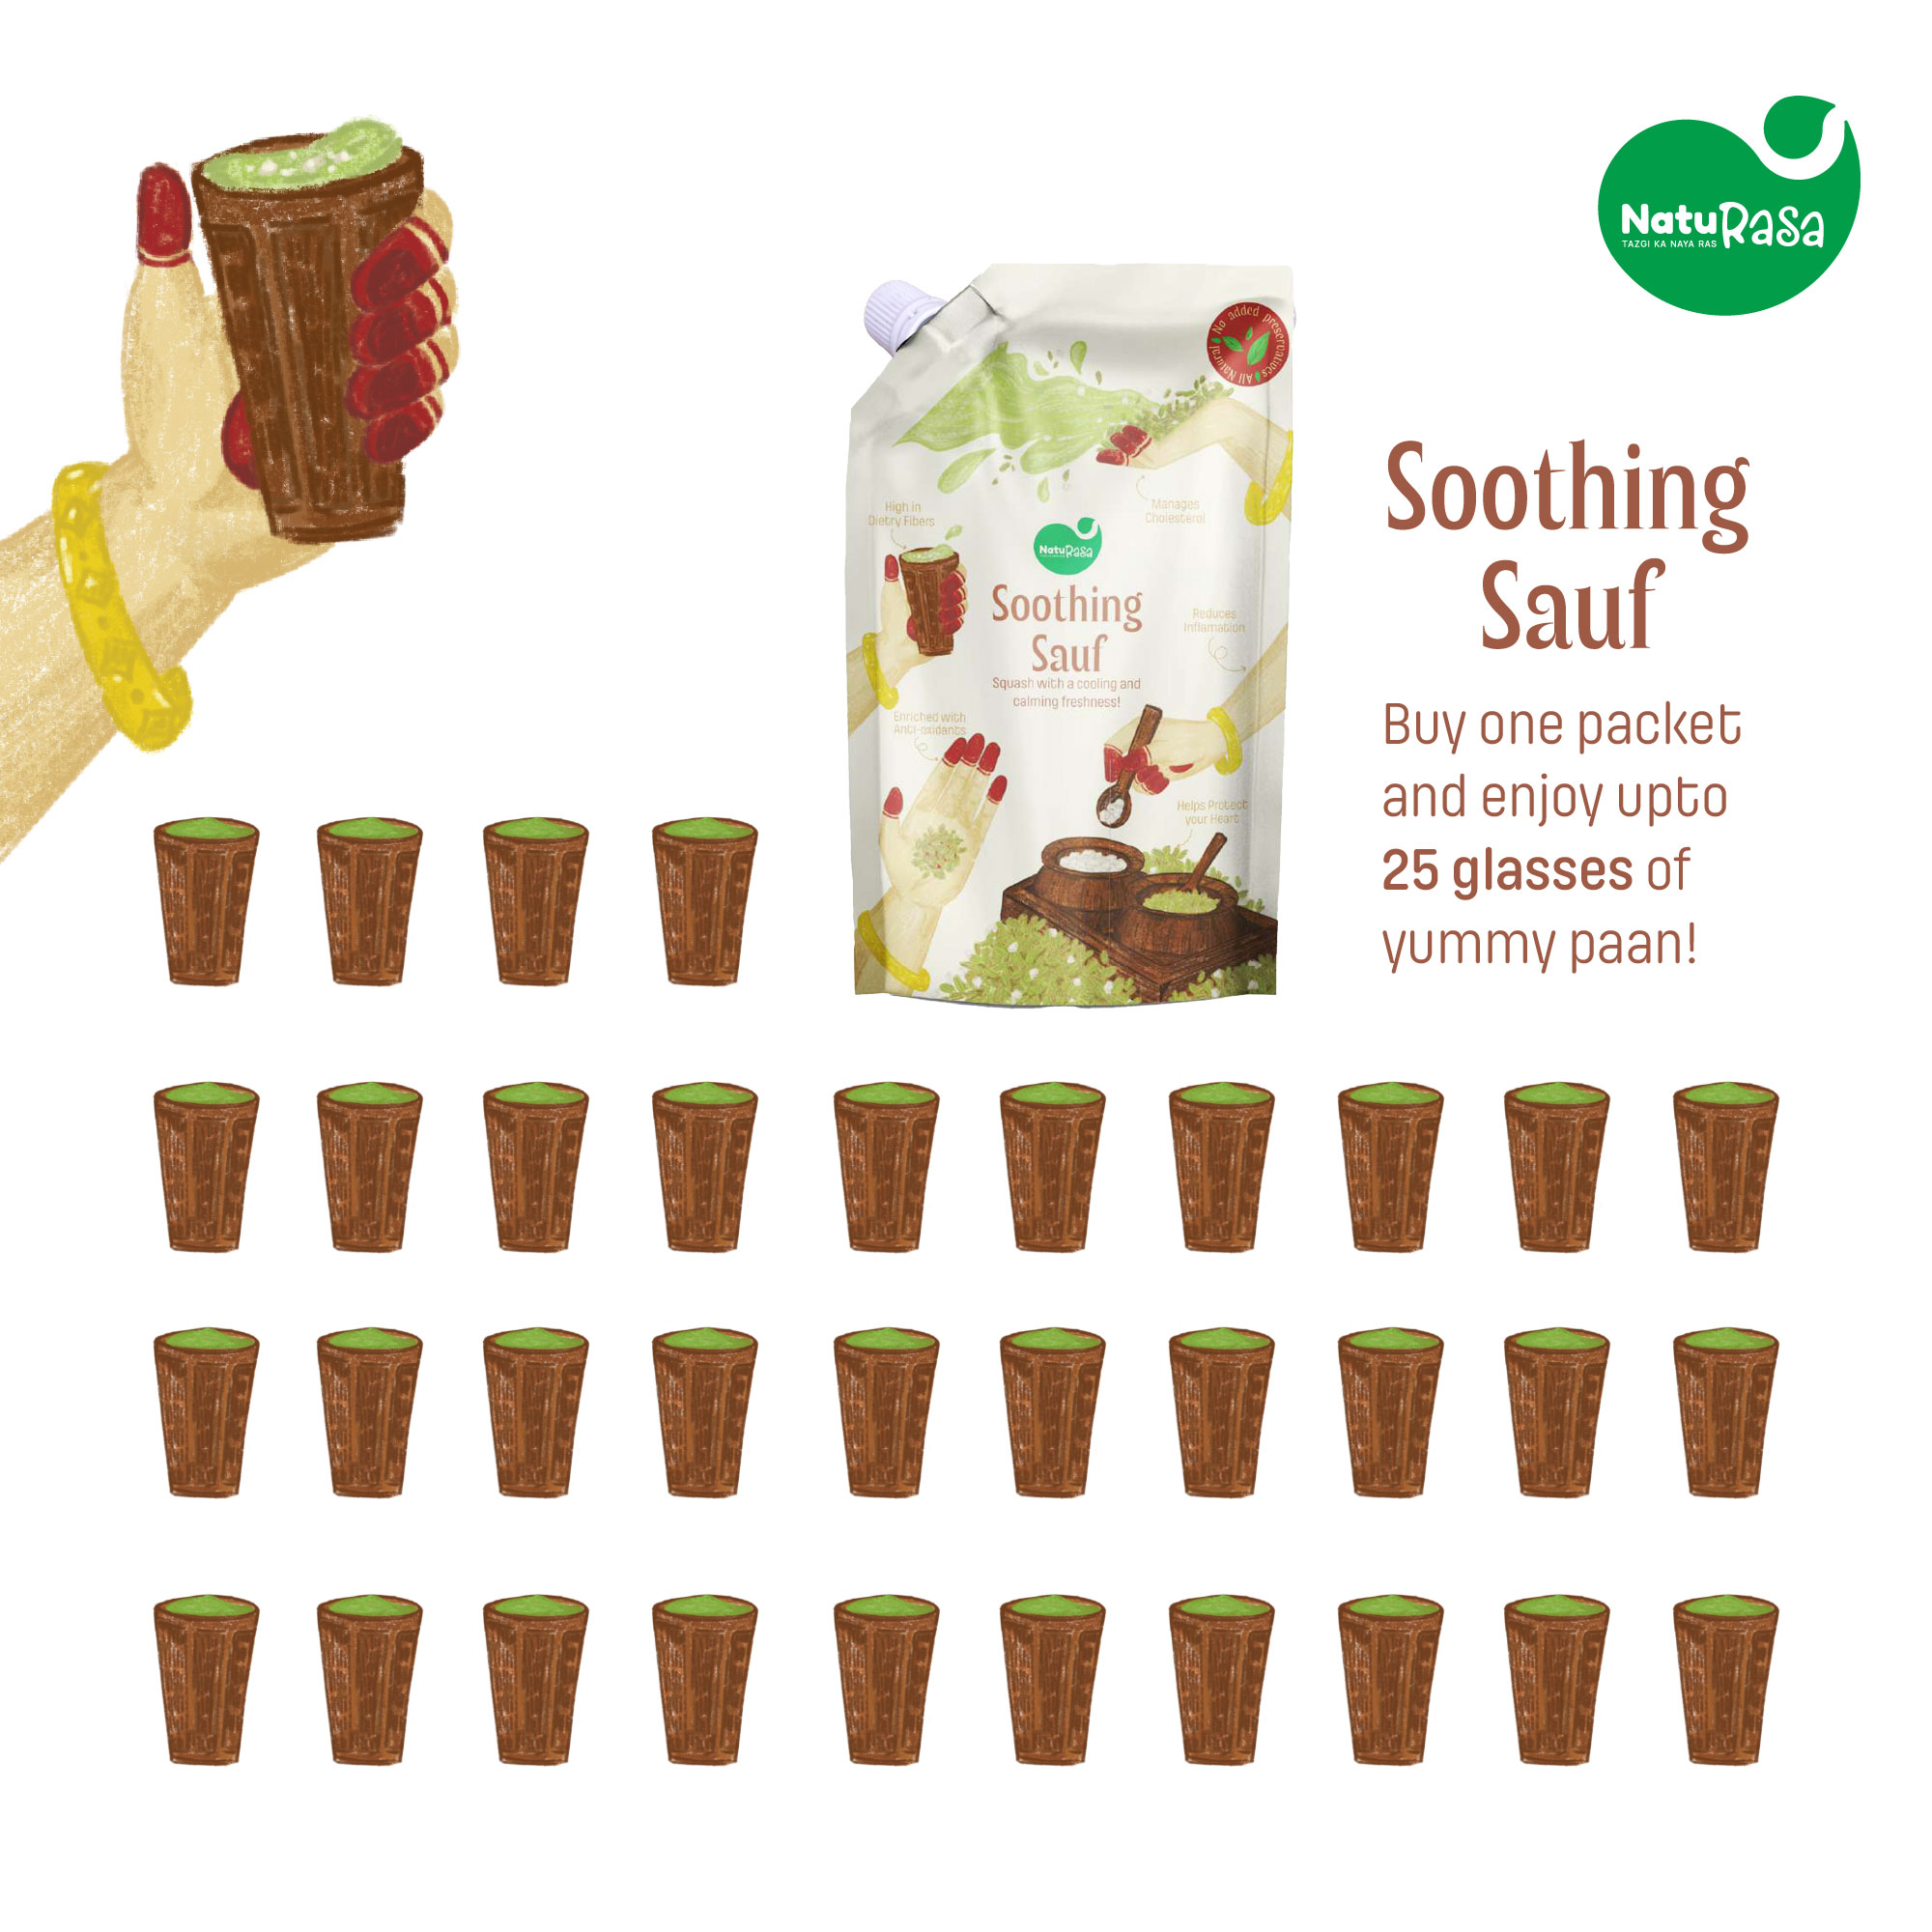 NatuRasa
TAZGI KA NAYA RAS
No added preservatives • All Natural
High in
Dietry Fibers
Manages
Cholesterol
NatuRasa
Soothing
Sauf
Squash with a cooling and
calming freshness!
Reduces
Inflamation
Enriched with
Anti-oxidants
Helps Protect
your Heart
Soothing
Sauf
Buy one packet
and enjoy upto
25 glasses of
yummy paan!